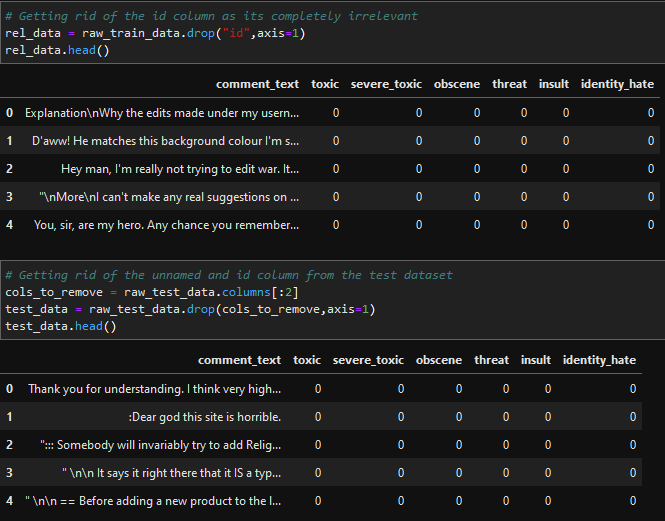 # Getting rid of the id column as its completely irrelevant
rel_data = raw_train_data.drop("id",axis=1)
rel_data.head()
comment_text toxic severe_toxic obscene threat insult identity_hate
0 Explanation\nWhy the edits made under my usern... 0 0 0 0 0 0
1 D'aww! He matches this background colour I'm s... 0 0 0 0 0 0
2 Hey man, I'm really not trying to edit war. It... 0 0 0 0 0 0
3 "\nMore\nI can't make any real suggestions on ... 0 0 0 0 0 0
4 You, sir, are my hero. Any chance you remember... 0 0 0 0 0 0
# Getting rid of the unnamed and id column from the test dataset
cols_to_remove = raw_test_data.columns[:2]
test_data = raw_test_data.drop(cols_to_remove,axis=1)
test_data.head()
comment_text toxic severe_toxic obscene threat insult identity_hate
0 Thank you for understanding. I think very high... 0 0 0 0 0 0
1 :Dear god this site is horrible. 0 0 0 0 0 0
2 "::: Somebody will invariably try to add Relig... 0 0 0 0 0 0
3 " \n\n It says it right there that it IS a typ... 0 0 0 0 0 0
4 " \n\n == Before adding a new product to the l... 0 0 0 0 0 0